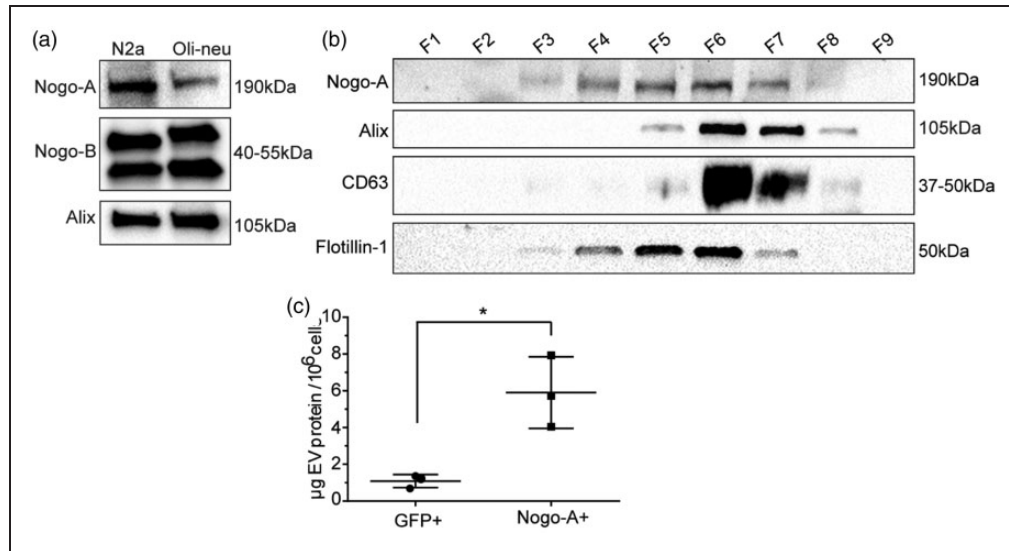 (a)
N2a Oli-neu
Nogo-A 190kDa
Nogo-B 40-55kDa
Alix 105kDa
(b)
F1 F2 F3 F4 F5 F6 F7 F8 F9
Nogo-A 190kDa
Alix 105kDa
CD63 37-50kDa
Flotillin-1 50kDa
(c)
µg EV protein /10⁶cells
10
8
6
4
2
0
*
GFP+ Nogo-A+